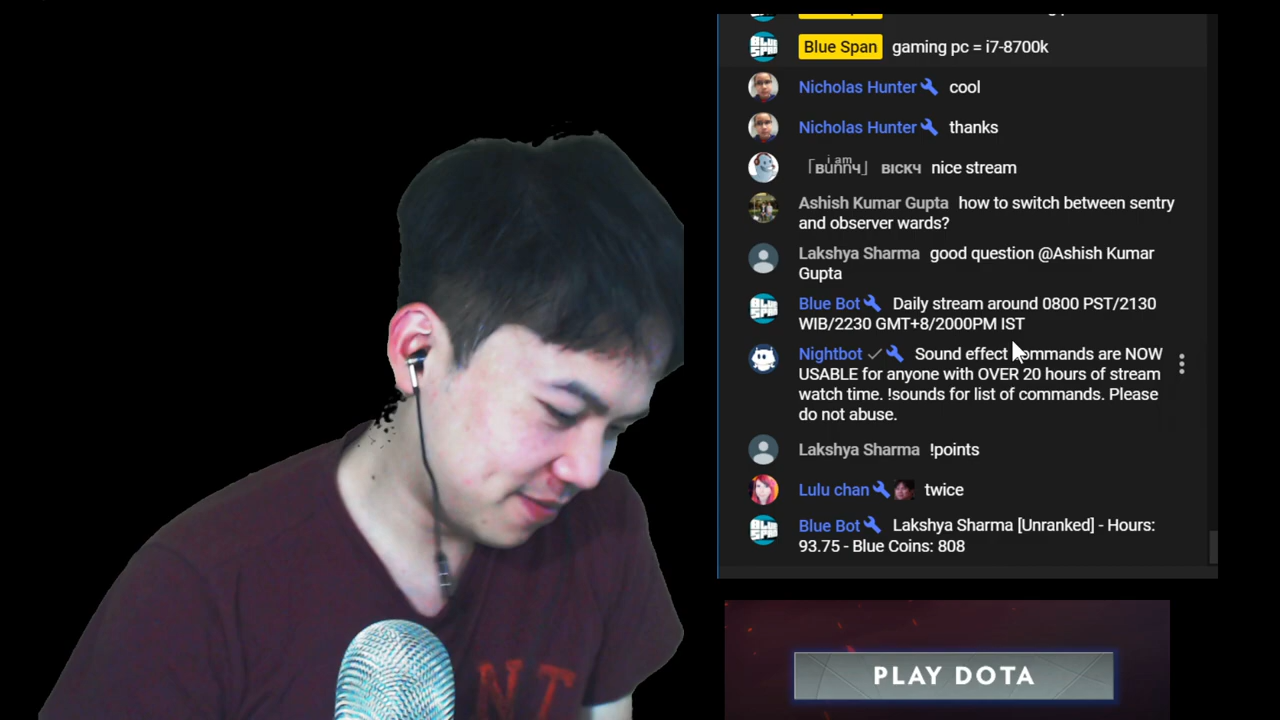 Blue Span gaming pc = i7-8700k
Nicholas Hunter cool
Nicholas Hunter thanks
nice stream
Ashish Kumar Gupta how to switch between sentry
and observer wards?
Lakshya Sharma good question @Ashish Kumar
Gupta
Blue Bot Daily stream around 0800 PST/2130
WIB/2230 GMT+8/2000PM IST
Nightbot Sound effect commands are NOW
USABLE for anyone with OVER 20 hours of stream
watch time. !sounds for list of commands. Please
do not abuse.
Lakshya Sharma !points
Lulu chan twice
Blue Bot Lakshya Sharma [Unranked] - Hours:
93.75 - Blue Coins: 808
PLAY DOTA
NT